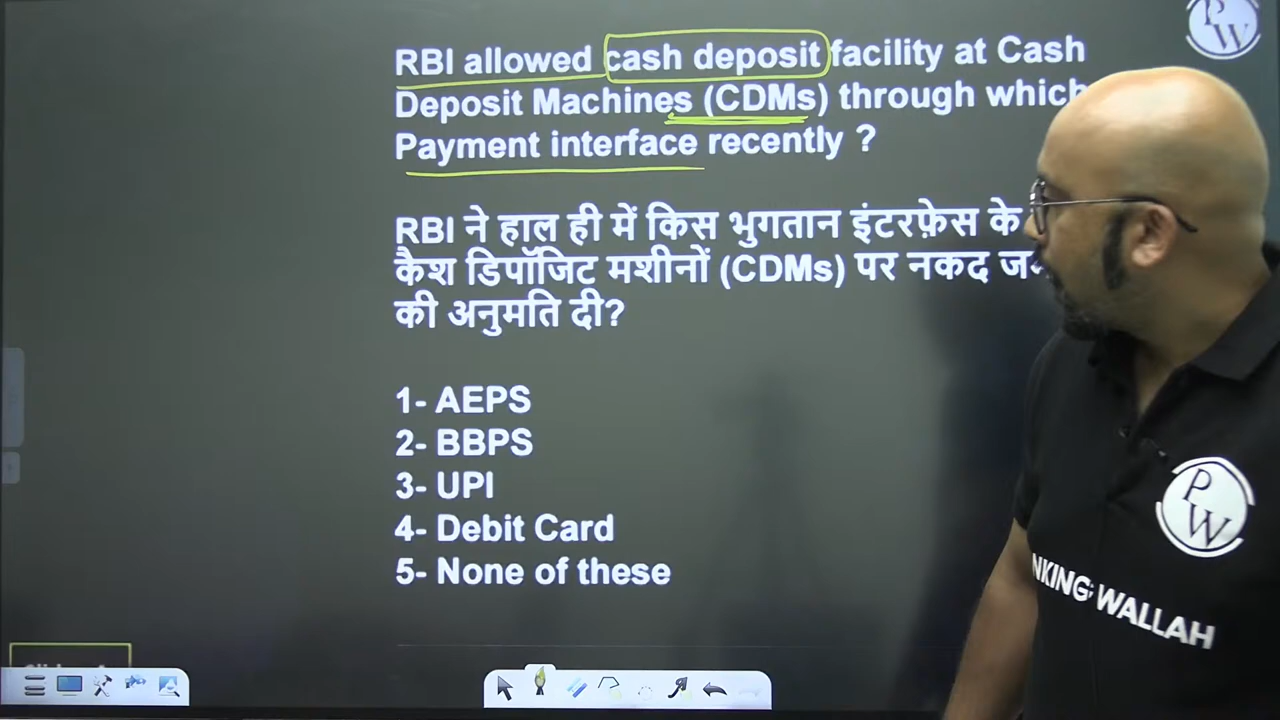 PW
RBI allowed cash deposit facility at Cash
Deposit Machines (CDMs) through which
Payment interface recently ?
RBI ने हाल ही में किस भुगतान इंटरफ़ेस के
कैश डिपॉजिट मशीनों (CDMs) पर नकद
की अनुमति दी?
1- AEPS
2- BBPS
3- UPI
4- Debit Card
5- None of these
PW
WALLAH